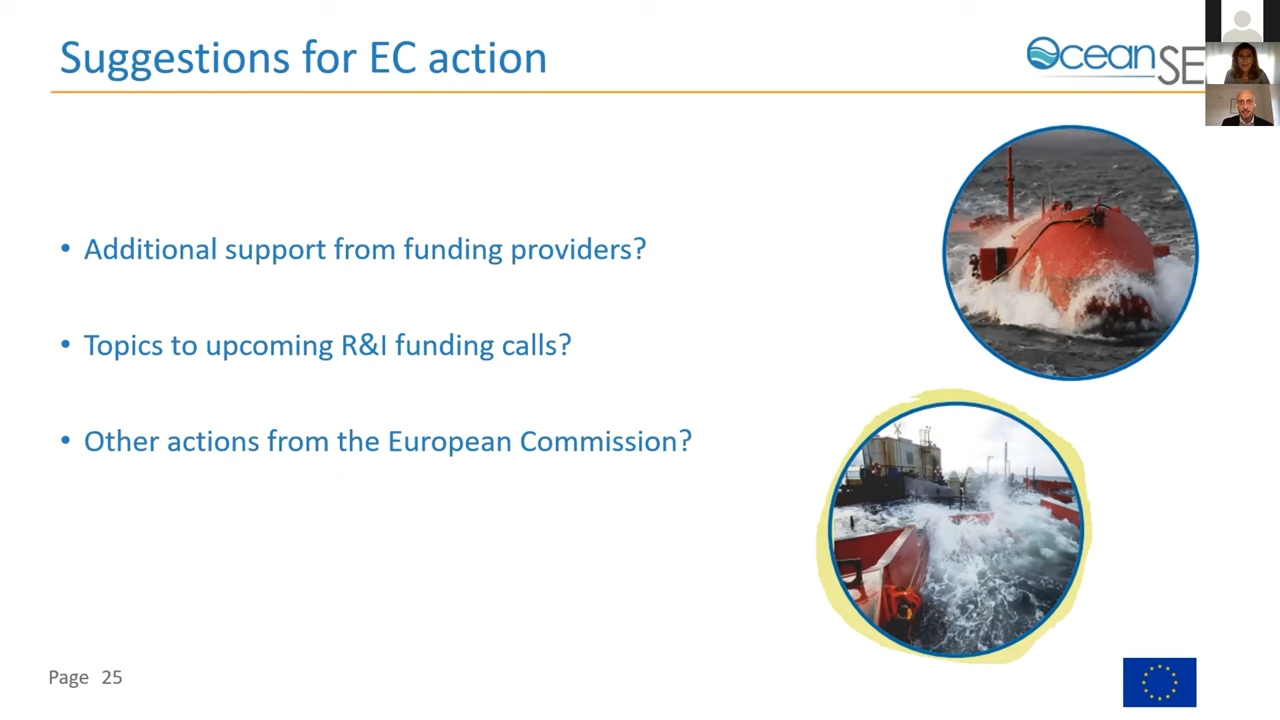 Suggestions for EC action
OceanSE
• Additional support from funding providers?
• Topics to upcoming R&I funding calls?
• Other actions from the European Commission?
Page 25